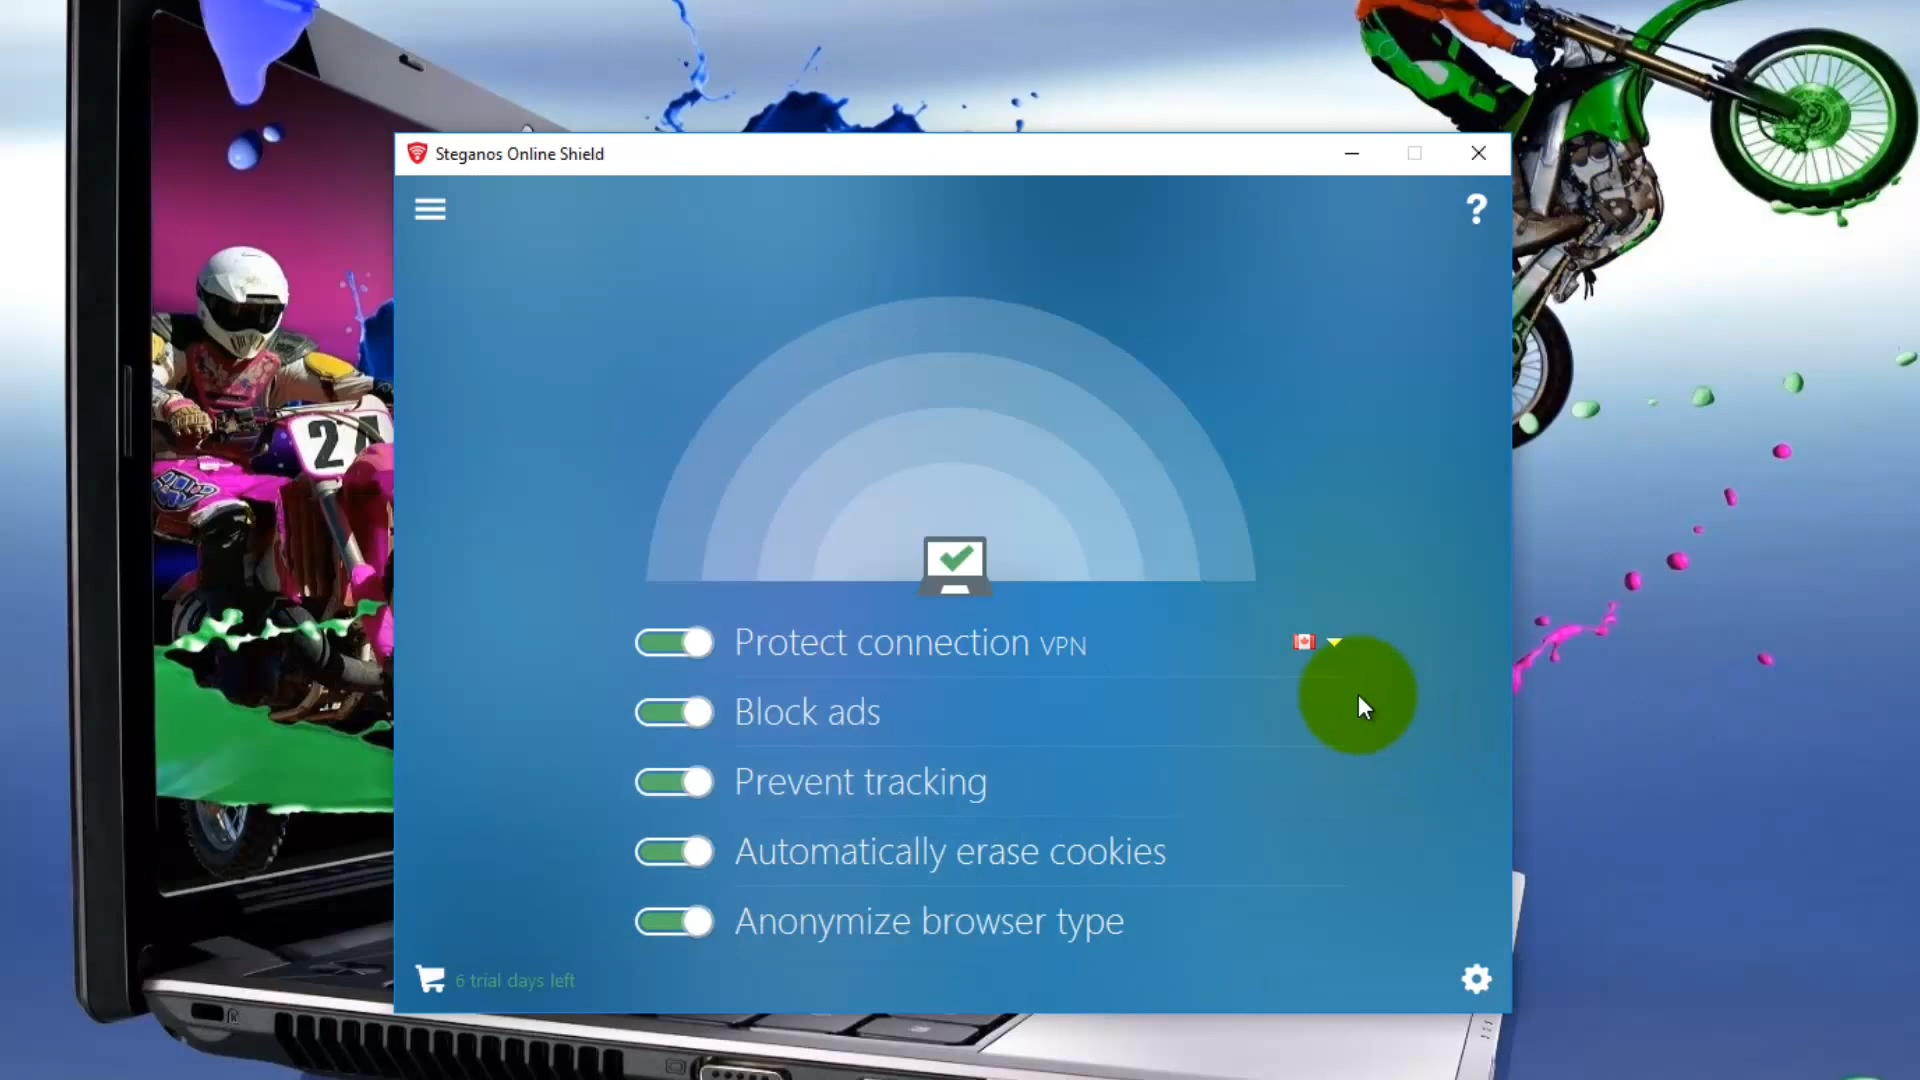 Steganos Online Shield
?
Protect connection VPN
Block ads
Prevent tracking
Automatically erase cookies
Anonymize browser type
6 trial days left
24